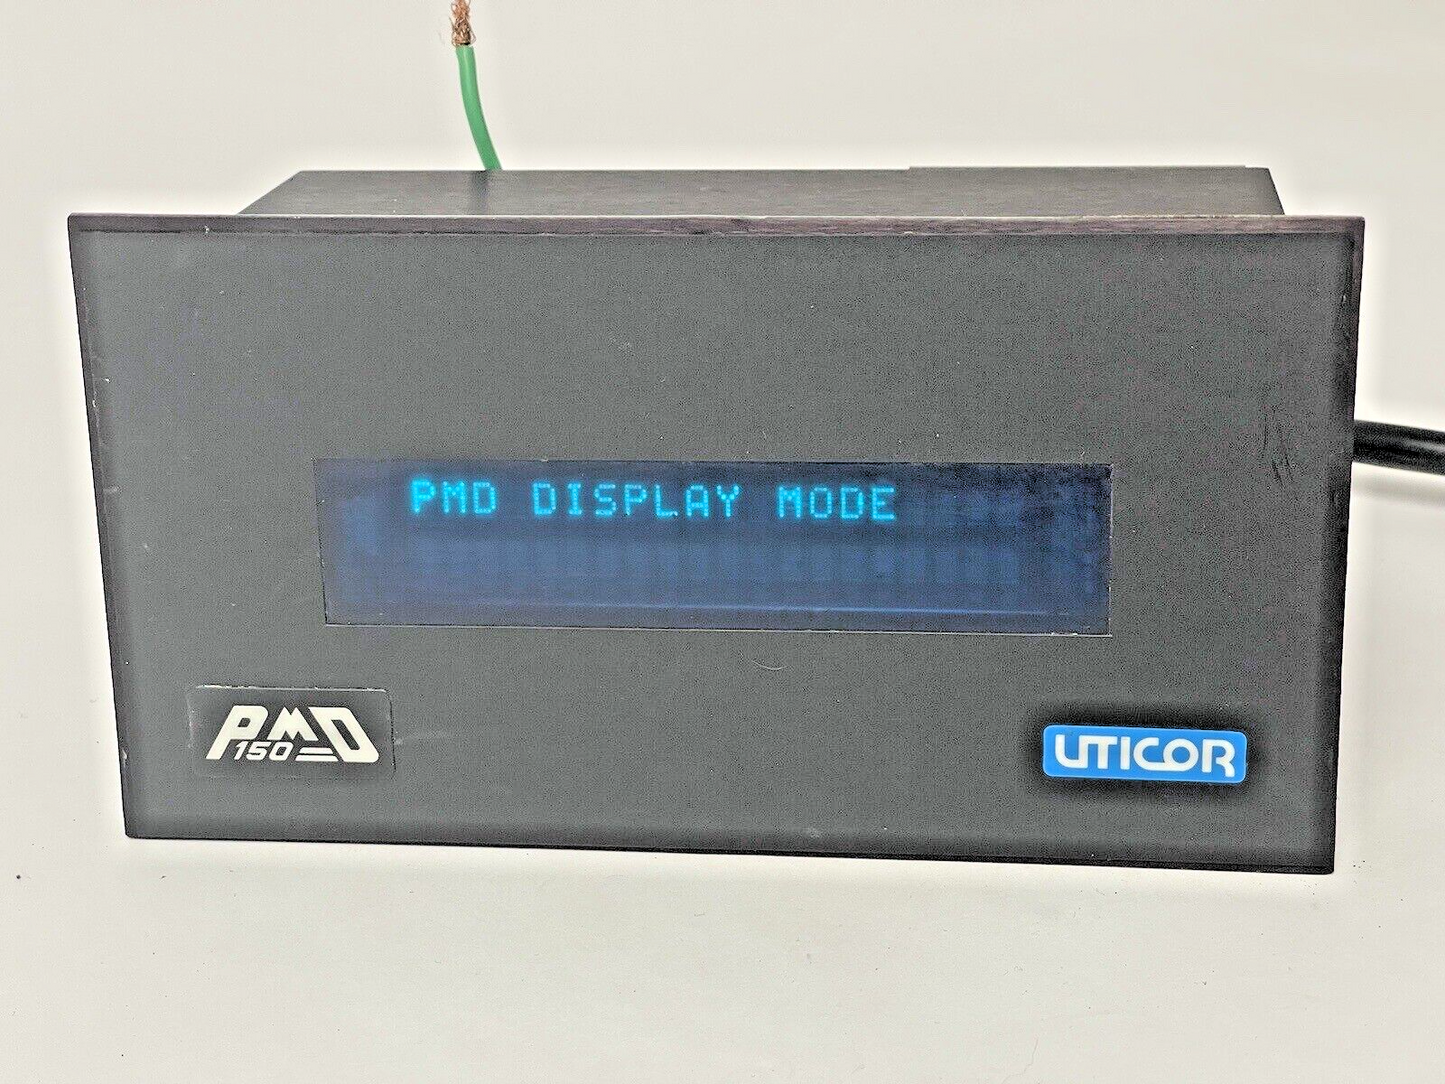 PMD DISPLAY MODE
PMD
150
UTICOR